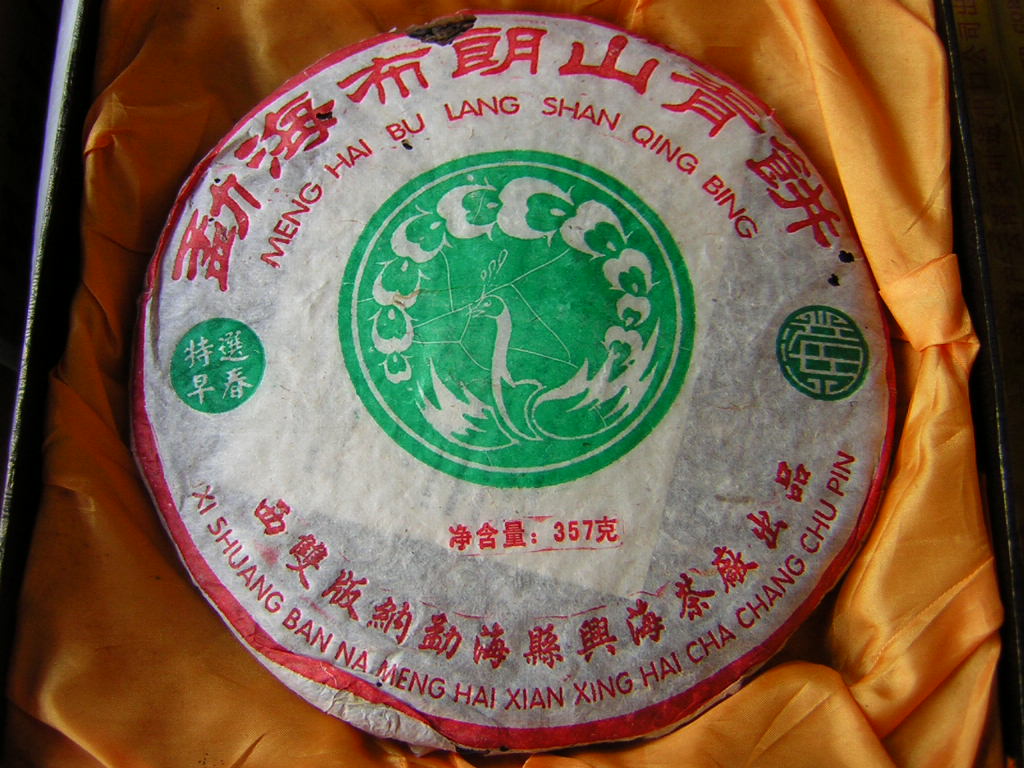 勐海布朗山青餅
MENG HAI BU LANG SHAN QING BING
特選
早春
净含量：357克
西雙版納勐海縣興海茶廠出品
XI SHUANG BAN NA MENG HAI XIAN XING HAI CHA CHANG CHU PIN